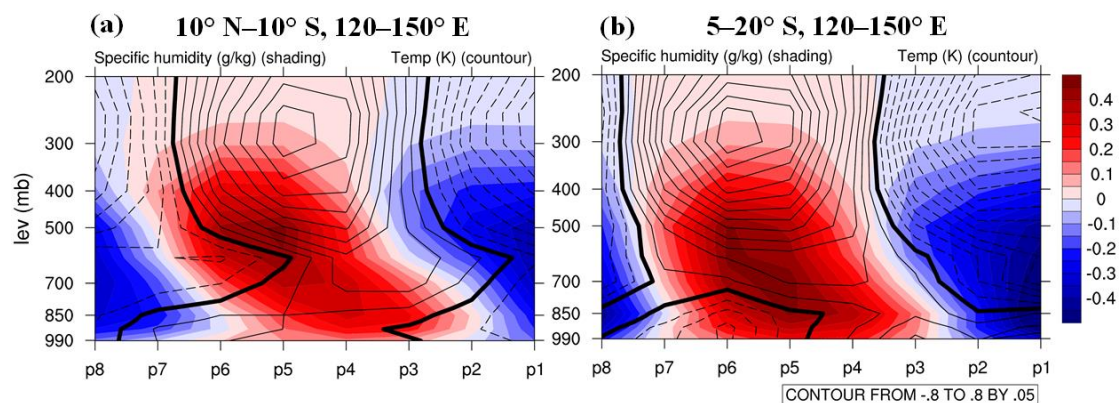 (a) 10° N–10° S, 120–150° E
Specific humidity (g/kg) (shading) Temp (K) (contour)
lev (mb)
200
300
400
500
700
850
990
p8 p7 p6 p5 p4 p3 p2 p1
(b) 5–20° S, 120–150° E
Specific humidity (g/kg) (shading) Temp (K) (contour)
200
300
400
500
700
850
990
p8 p7 p6 p5 p4 p3 p2 p1
0.4
0.3
0.2
0.1
0
-0.1
-0.2
-0.3
-0.4
CONTOUR FROM -.8 TO .8 BY .05